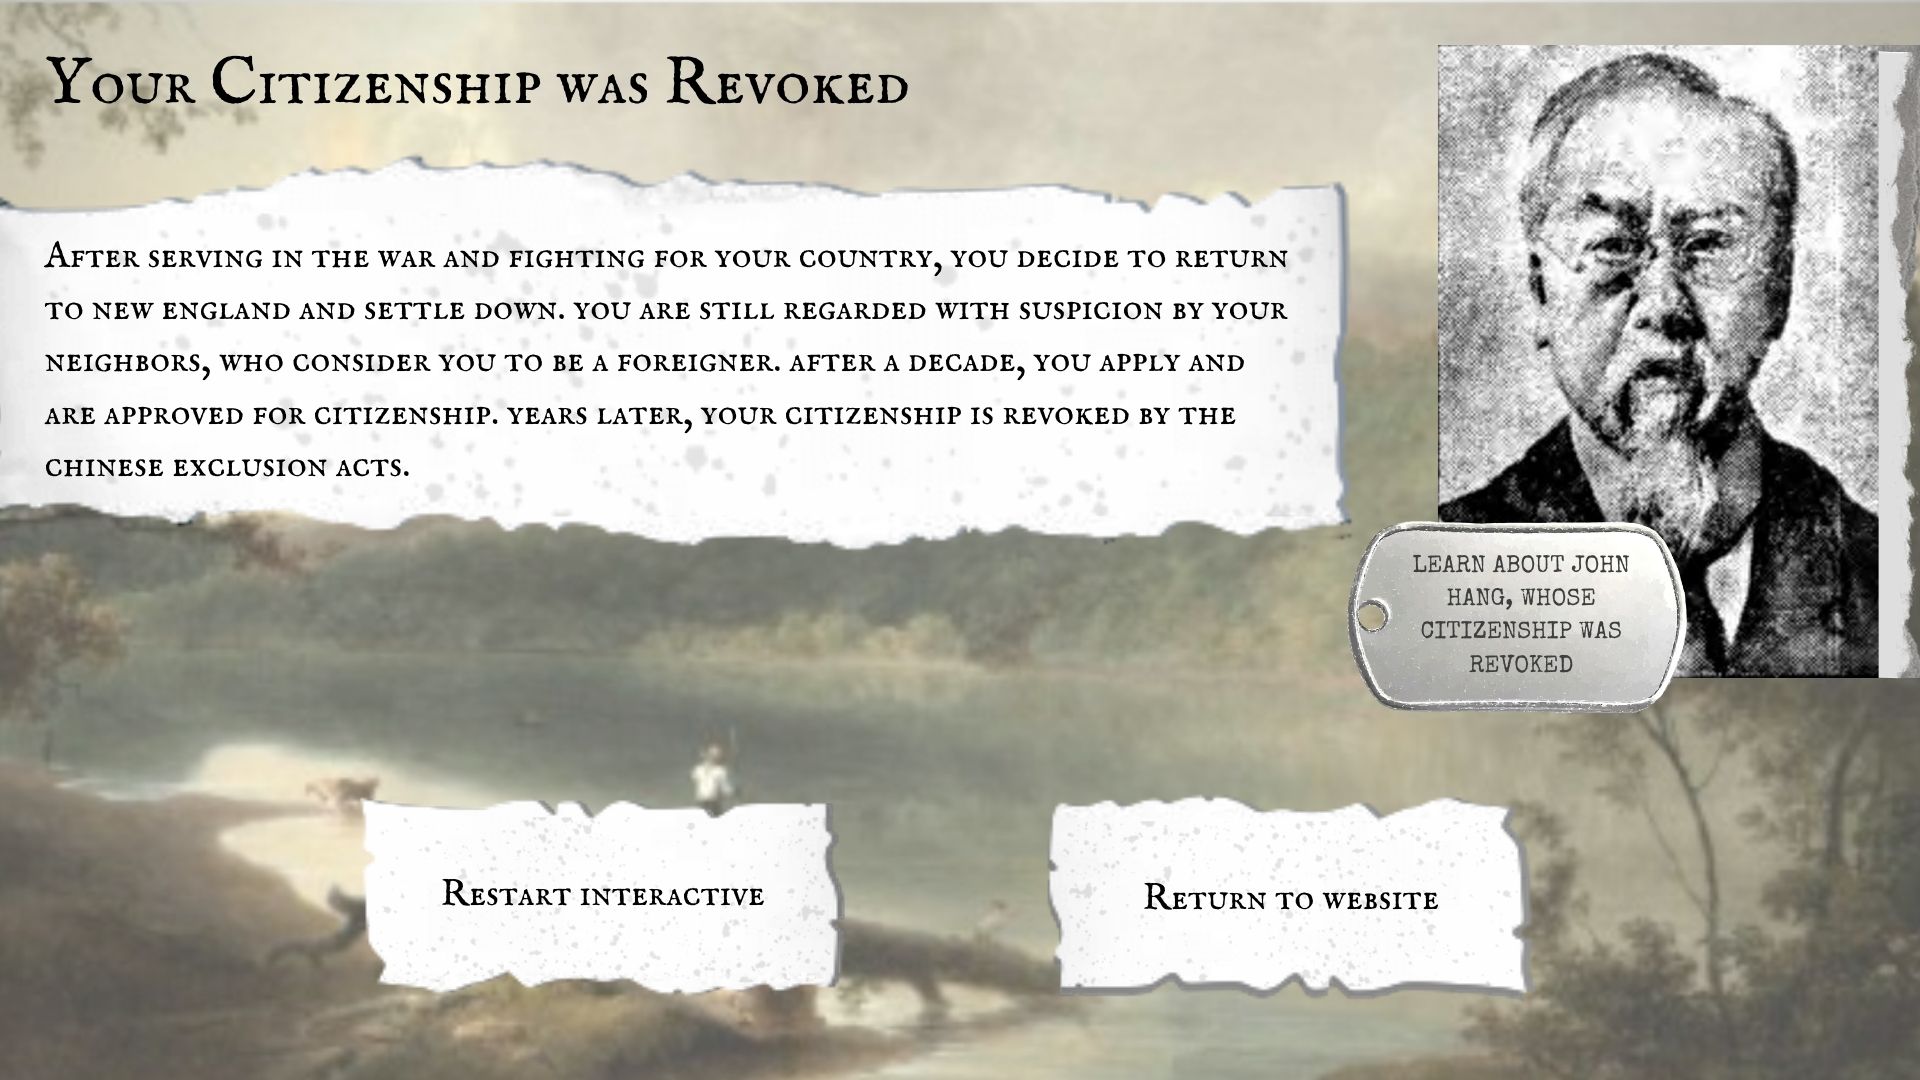 Your Citizenship was Revoked
After serving in the war and fighting for your country, you decide to return
to new england and settle down. you are still regarded with suspicion by your
neighbors, who consider you to be a foreigner. after a decade, you apply and
are approved for citizenship. years later, your citizenship is revoked by the
chinese exclusion acts.
LEARN ABOUT JOHN
HANG, WHOSE
CITIZENSHIP WAS
REVOKED
Restart interactive
Return to website